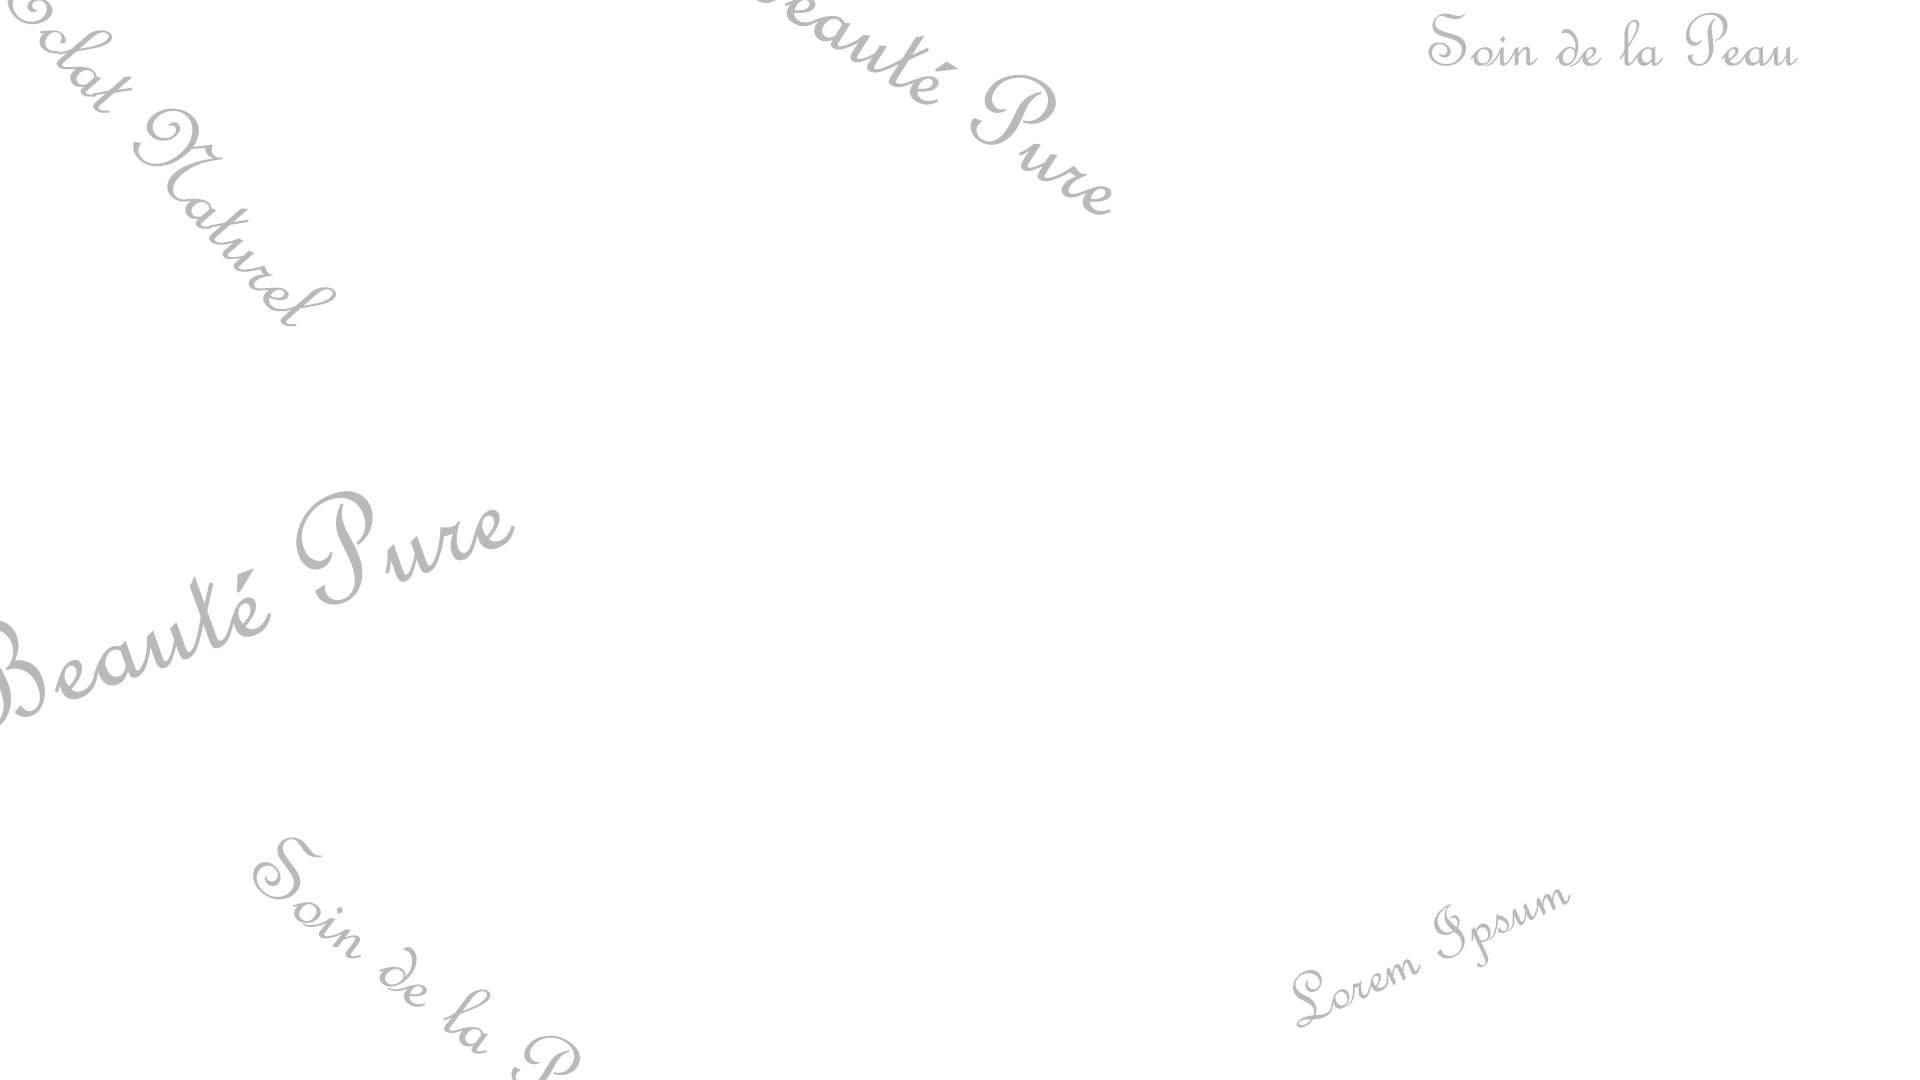 Éclat Naturel
Beauté Pure
Soin de la Peau
Beauté Pure
Soin de la P
Lorem Ipsum